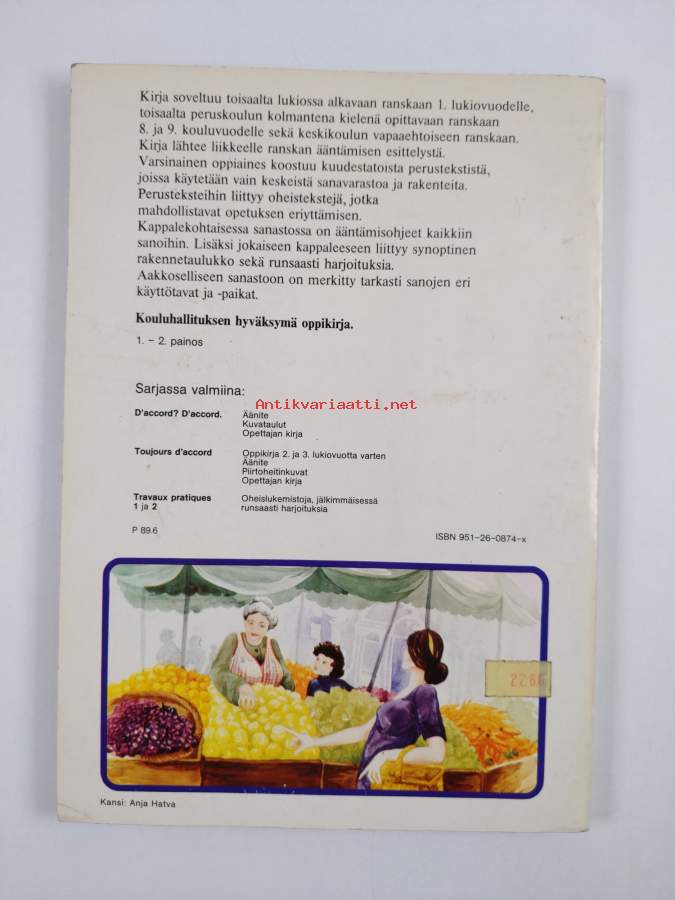 Kirja soveltuu toisaalta lukiossa alkavaan ranskaan 1. lukiovuodelle,
toisaalta peruskoulun kolmantena kielenä opittavaan ranskaan
8. ja 9. kouluvuodelle sekä keskikoulun vapaaehtoiseen ranskaan.
Kirja lähtee liikkeelle ranskan ääntämisen esittelystä.
Varsinainen oppiaines koostuu kuudestatoista perustekstistä,
joissa käytetään vain keskeistä sanavarastoa ja rakenteita.
Perusteksteihin liittyy oheistekstejä, jotka
mahdollistavat opetuksen eriyttämisen.
Kappalekohtaisessa sanastossa on ääntämisohjeet kaikkiin
sanoihin. Lisäksi jokaiseen kappaleeseen liittyy synoptinen
rakennetaulukko sekä runsaasti harjoituksia.
Aakkoselliseen sanastoon on merkitty tarkasti sanojen eri
käyttötavat ja -paikat.
Kouluhallituksen hyväksymä oppikirja.
1. – 2. painos
Sarjassa valmiina:
Antikvariaatti.net
D'accord? D'accord. Äänite
Kuvataulut
Opettajan kirja
Toujours d'accord Oppikirja 2. ja 3. lukiovuotta varten
Äänite
Piirtoheitinkuvat
Opettajan kirja
Travaux pratiques Oheislukemistoja, jälkimmäisessä
1 ja 2 runsaasti harjoituksia
P 89.6 ISBN 951–26–0874–x
22.80
Kansi: Anja Hatva